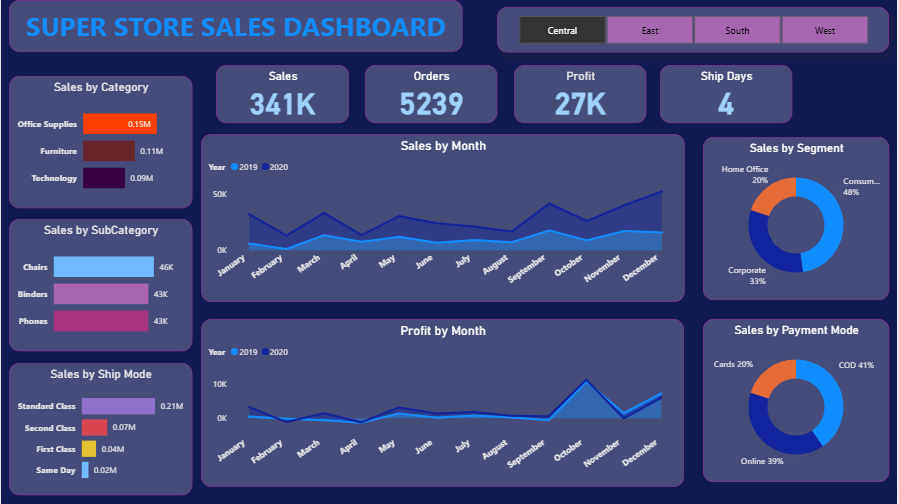 SUPER STORE SALES DASHBOARD
Central
East
South
West
Sales
341K
Orders
5239
Profit
27K
Ship Days
4
Sales by Category
Office Supplies
0.15M
Furniture
0.11M
Technology
0.09M
Sales by SubCategory
Chairs
46K
Binders
43K
Phones
43K
Sales by Ship Mode
Standard Class
0.21M
Second Class
0.07M
First Class
0.04M
Same Day
0.02M
Sales by Month
Year 2019 2020
50K
0K
January
February
March
April
May
June
July
August
September
October
November
December
Profit by Month
Year 2019 2020
10K
0K
January
February
March
April
May
June
July
August
September
October
November
December
Sales by Segment
Home Office
20%
Consum...
48%
Corporate
33%
Sales by Payment Mode
Cards 20%
COD 41%
Online 39%